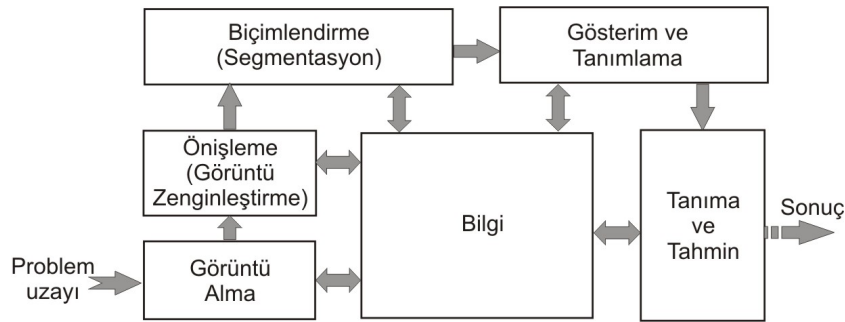 Biçimlendirme
(Segmentasyon)
Gösterim ve
Tanımlama
Önişleme
(Görüntü
Zenginleştirme)
Bilgi
Tanıma
ve
Tahmin
Sonuç
Problem
uzayı
Görüntü
Alma